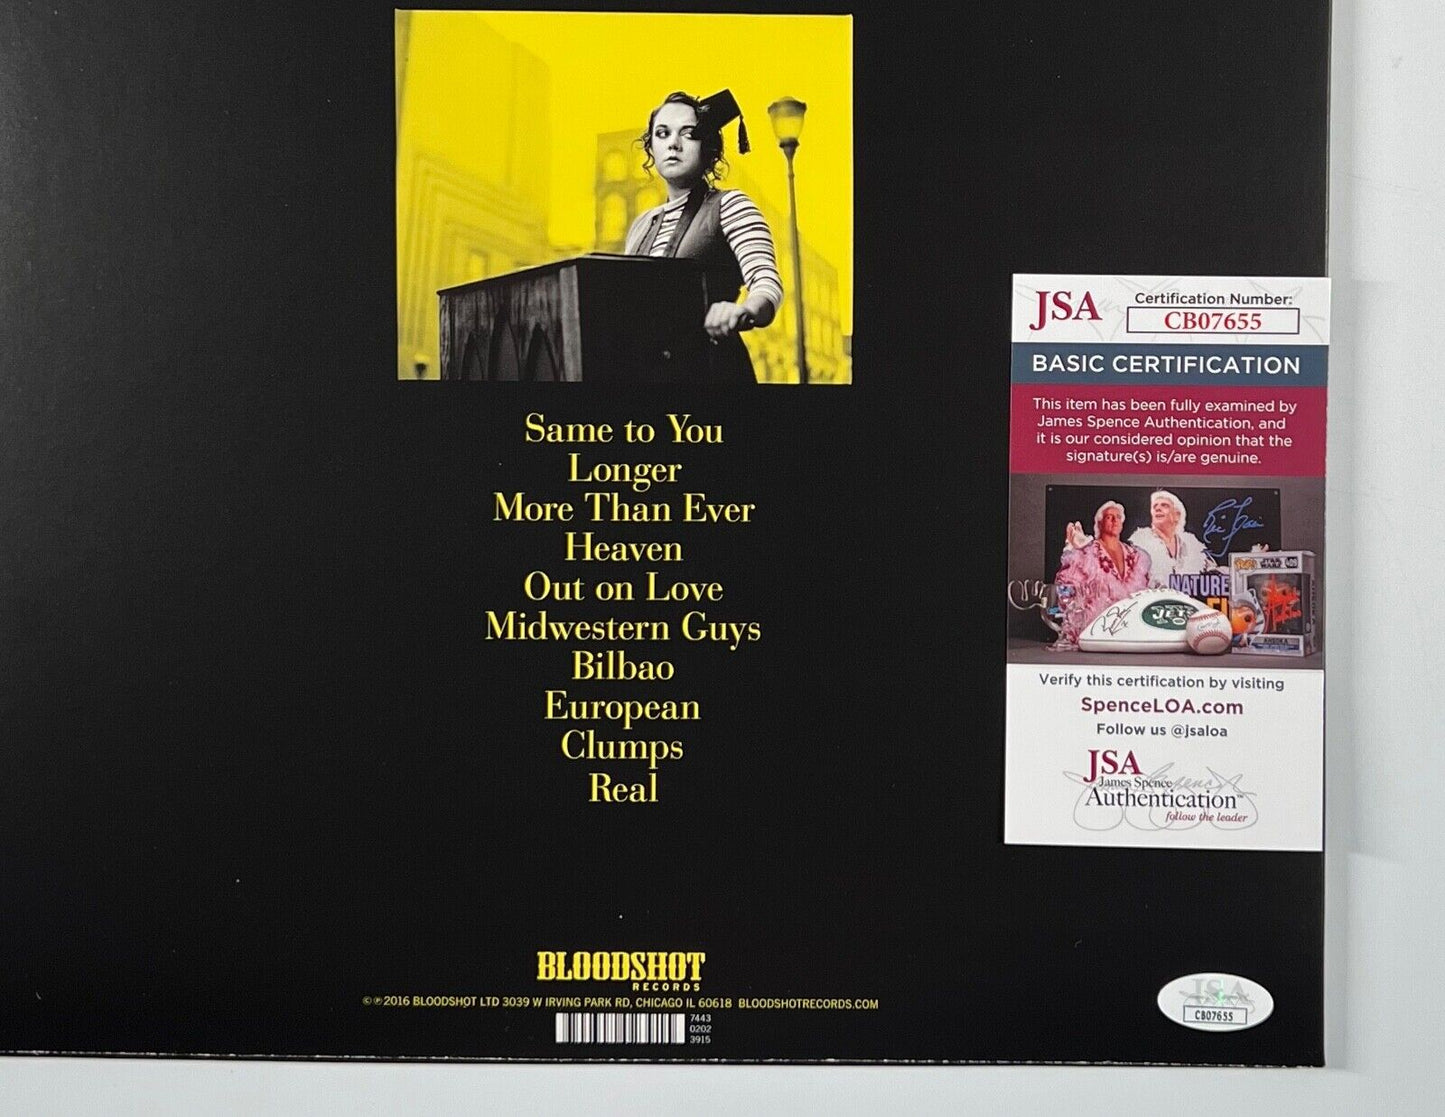 Same to You
Longer
More Than Ever
Heaven
Out on Love
Midwestern Guys
Bilbao
European
Clumps
Real
BLOODSHOT
RECORDS
©℗2016 BLOODSHOT LTD 3039 W IRVING PARK RD, CHICAGO IL 60618 BLOODSHOTRECORDS.COM
7443
0202
3915
JSA
Certification Number:
CB07655
BASIC CERTIFICATION
This item has been fully examined by
James Spence Authentication, and
it is our considered opinion that the
signature(s) is/are genuine.
NATURE
JETS
Verify this certification by visiting
SpenceLOA.com
Follow us @jsaloa
JSA
James Spence
Authentication™
follow the leader
JSA
CB07655